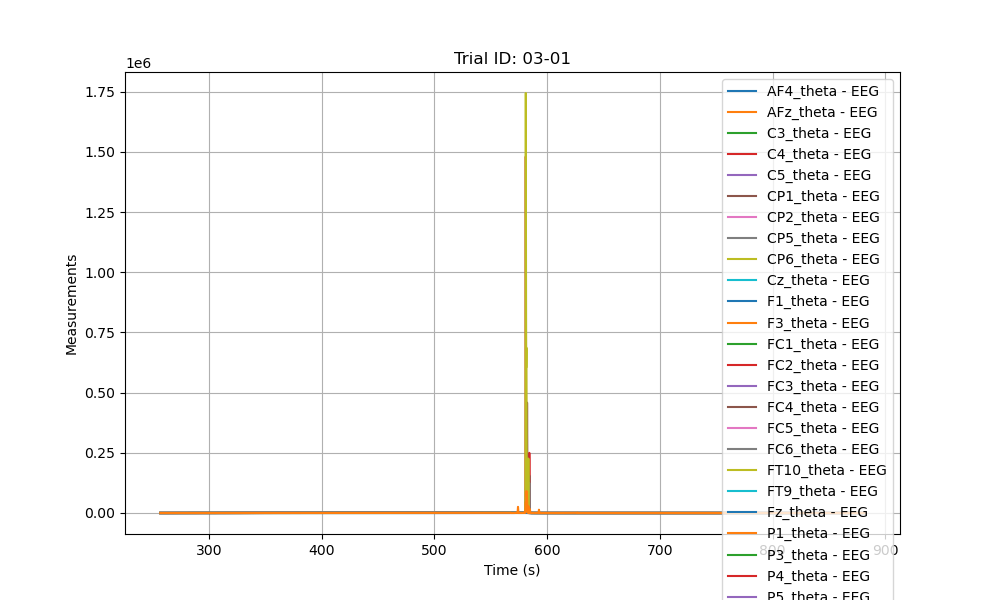 Trial ID: 03-01
1e6
1.75
1.50
1.25
1.00
0.75
0.50
0.25
0.00
Measurements
300
400
500
600
700
800
900
Time (s)
AF4_theta - EEG
AFz_theta - EEG
C3_theta - EEG
C4_theta - EEG
C5_theta - EEG
CP1_theta - EEG
CP2_theta - EEG
CP5_theta - EEG
CP6_theta - EEG
Cz_theta - EEG
F1_theta - EEG
F3_theta - EEG
FC1_theta - EEG
FC2_theta - EEG
FC3_theta - EEG
FC4_theta - EEG
FC5_theta - EEG
FC6_theta - EEG
FT10_theta - EEG
FT9_theta - EEG
Fz_theta - EEG
P1_theta - EEG
P3_theta - EEG
P4_theta - EEG
P5_theta - EEG